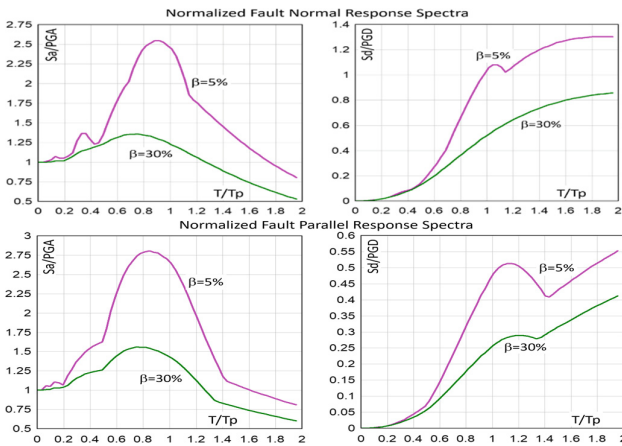 Normalized Fault Normal Response Spectra
Sa/PGA
2.75
2.5
2.25
2
1.75
1.5
1.25
1
0.75
0.5
β=5%
β=30%
T/Tp
0 0.2 0.4 0.6 0.8 1 1.2 1.4 1.6 1.8 2
Sd/PGD
1.4
1.2
1
0.8
0.6
0.4
0.2
0
β=5%
β=30%
T/Tp
0 0.2 0.4 0.6 0.8 1 1.2 1.4 1.6 1.8 2
Normalized Fault Parallel Response Spectra
Sa/PGA
3
2.75
2.5
2.25
2
1.75
1.5
1.25
1
0.75
0.5
β=5%
β=30%
T/Tp
0 0.2 0.4 0.6 0.8 1 1.2 1.4 1.6 1.8 2
Sd/PGD
0.6
0.55
0.5
0.45
0.4
0.35
0.3
0.25
0.2
0.15
0.1
0.05
0
β=5%
β=30%
T/Tp
0 0.2 0.4 0.6 0.8 1 1.2 1.4 1.6 1.8 2